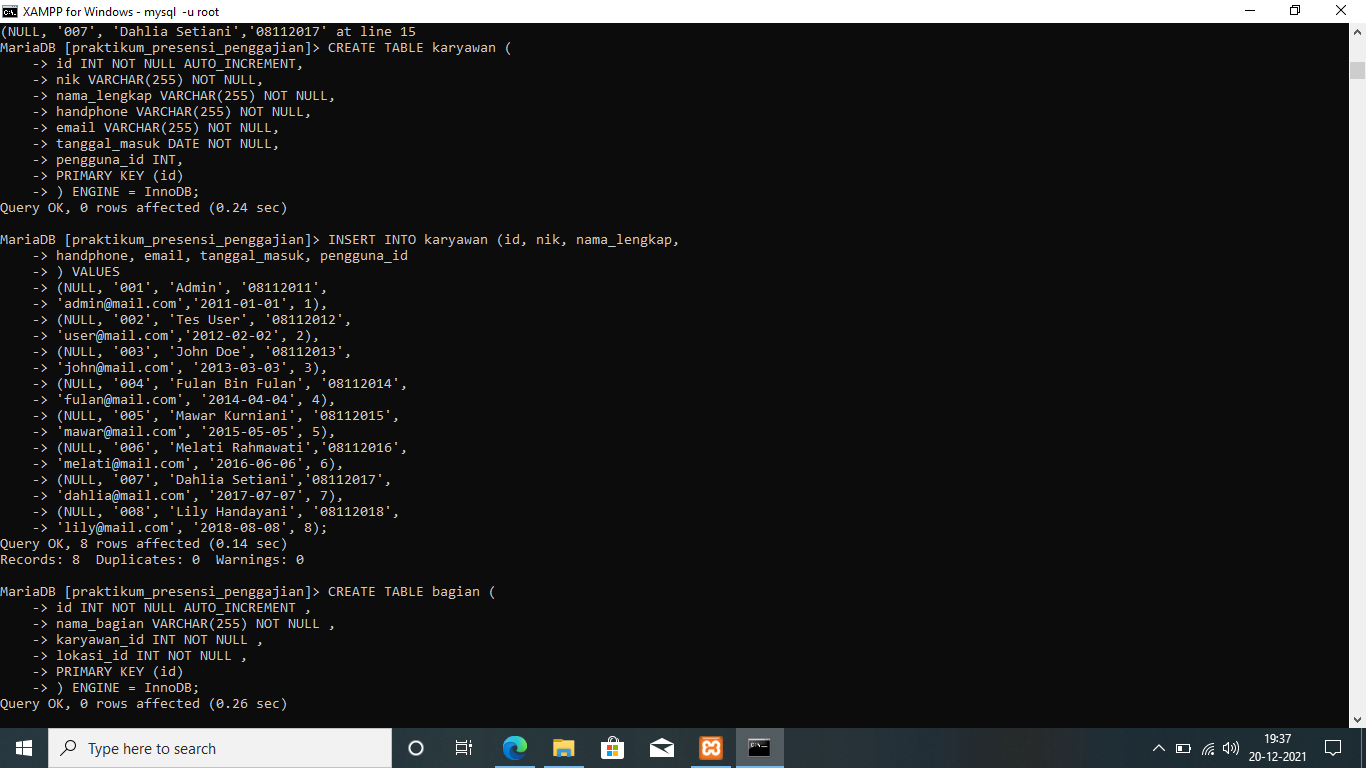 XAMPP for Windows - mysql -u root
(NULL, '007', 'Dahlia Setiani','08112017' at line 15
MariaDB [praktikum_presensi_penggajian]> CREATE TABLE karyawan (
    -> id INT NOT NULL AUTO_INCREMENT,
    -> nik VARCHAR(255) NOT NULL,
    -> nama_lengkap VARCHAR(255) NOT NULL,
    -> handphone VARCHAR(255) NOT NULL,
    -> email VARCHAR(255) NOT NULL,
    -> tanggal_masuk DATE NOT NULL,
    -> pengguna_id INT,
    -> PRIMARY KEY (id)
    -> ) ENGINE = InnoDB;
Query OK, 0 rows affected (0.24 sec)
MariaDB [praktikum_presensi_penggajian]> INSERT INTO karyawan (id, nik, nama_lengkap,
    -> handphone, email, tanggal_masuk, pengguna_id
    -> ) VALUES
    -> (NULL, '001', 'Admin', '08112011',
    -> 'admin@mail.com','2011-01-01', 1),
    -> (NULL, '002', 'Tes User', '08112012',
    -> 'user@mail.com','2012-02-02', 2),
    -> (NULL, '003', 'John Doe', '08112013',
    -> 'john@mail.com', '2013-03-03', 3),
    -> (NULL, '004', 'Fulan Bin Fulan', '08112014',
    -> 'fulan@mail.com', '2014-04-04', 4),
    -> (NULL, '005', 'Mawar Kurniani', '08112015',
    -> 'mawar@mail.com', '2015-05-05', 5),
    -> (NULL, '006', 'Melati Rahmawati','08112016',
    -> 'melati@mail.com', '2016-06-06', 6),
    -> (NULL, '007', 'Dahlia Setiani','08112017',
    -> 'dahlia@mail.com', '2017-07-07', 7),
    -> (NULL, '008', 'Lily Handayani', '08112018',
    -> 'lily@mail.com', '2018-08-08', 8);
Query OK, 8 rows affected (0.14 sec)
Records: 8  Duplicates: 0  Warnings: 0
MariaDB [praktikum_presensi_penggajian]> CREATE TABLE bagian (
    -> id INT NOT NULL AUTO_INCREMENT ,
    -> nama_bagian VARCHAR(255) NOT NULL ,
    -> karyawan_id INT NOT NULL ,
    -> lokasi_id INT NOT NULL ,
    -> PRIMARY KEY (id)
    -> ) ENGINE = InnoDB;
Query OK, 0 rows affected (0.26 sec)
Type here to search
19:37
20-12-2021